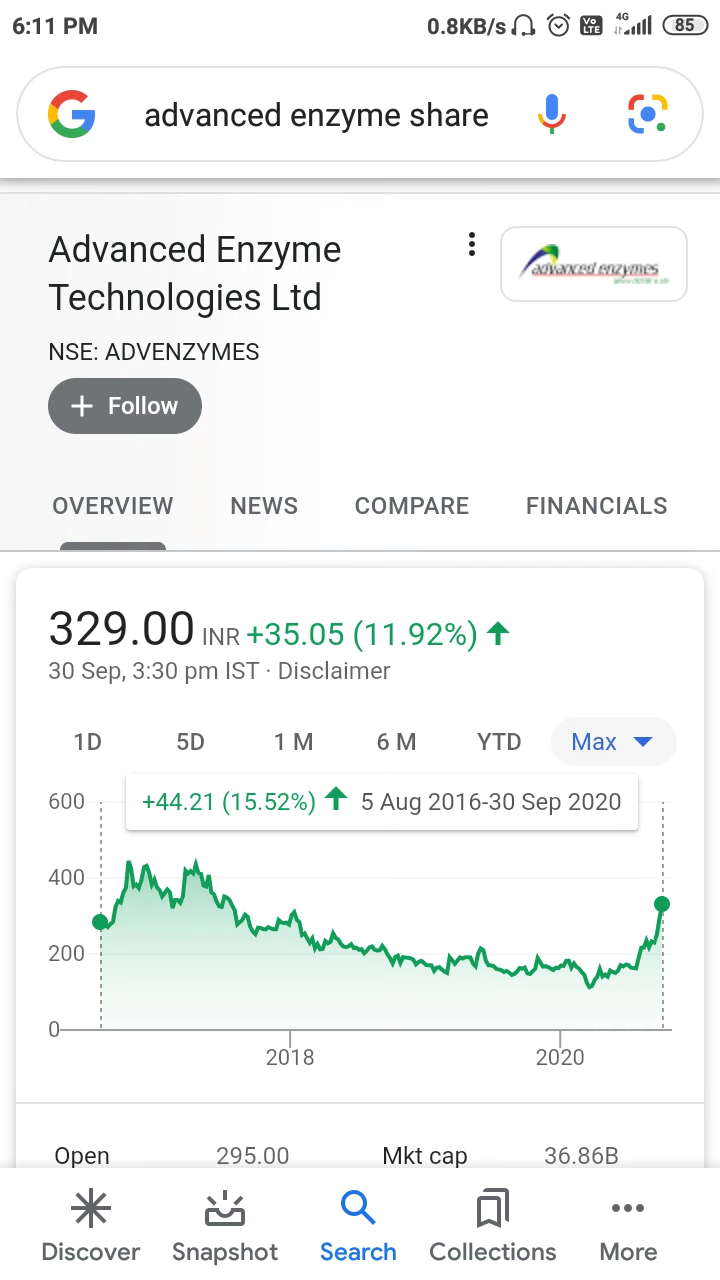 6:11 PM 0.8KB/s Vo LTE 4G 85
advanced enzyme share
Advanced Enzyme
Technologies Ltd
advanced enzymes
NSE: ADVENZYMES
+ Follow
OVERVIEW NEWS COMPARE FINANCIALS
329.00 INR +35.05 (11.92%)
30 Sep, 3:30 pm IST · Disclaimer
1D 5D 1 M 6 M YTD Max
+44.21 (15.52%) 5 Aug 2016-30 Sep 2020
600
400
200
0
2018 2020
Open 295.00 Mkt cap 36.86B
Discover Snapshot Search Collections More